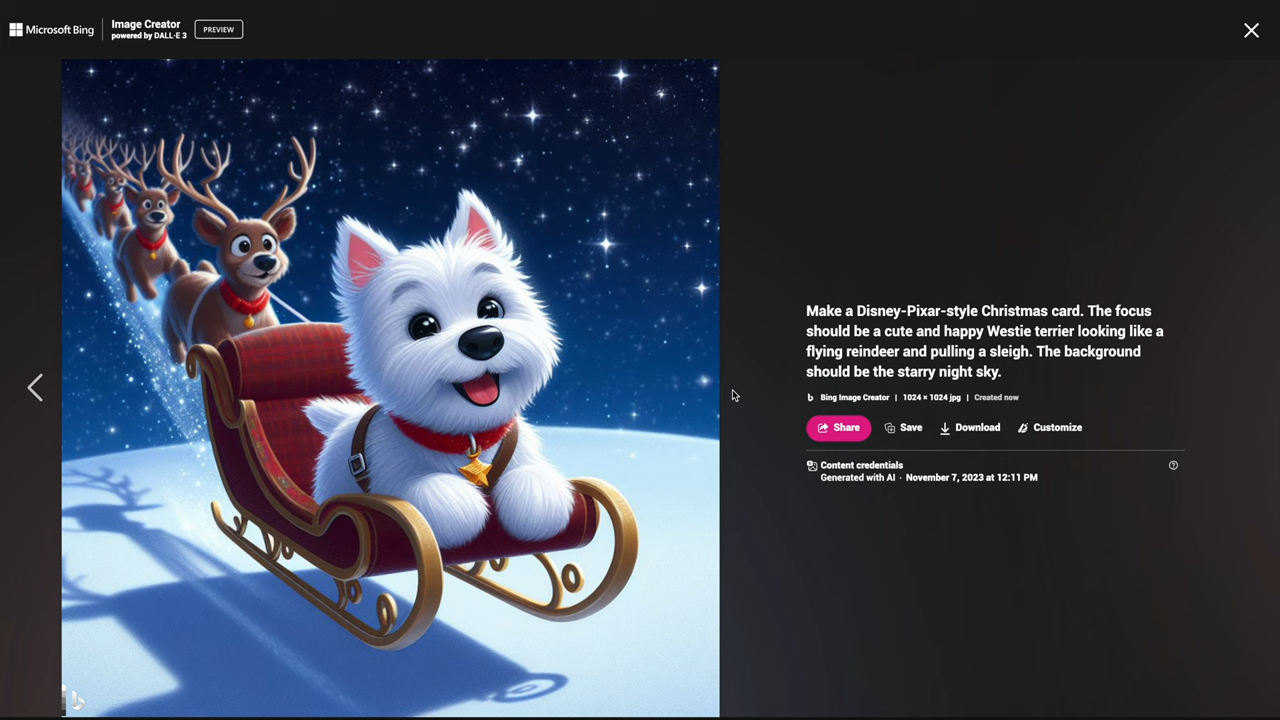 Microsoft Bing
Image Creator
powered by DALL·E 3
PREVIEW
Make a Disney-Pixar-style Christmas card. The focus
should be a cute and happy Westie terrier looking like a
flying reindeer and pulling a sleigh. The background
should be the starry night sky.
Bing Image Creator | 1024 × 1024 jpg | Created now
Share Save Download Customize
Content credentials
Generated with AI · November 7, 2023 at 12:11 PM